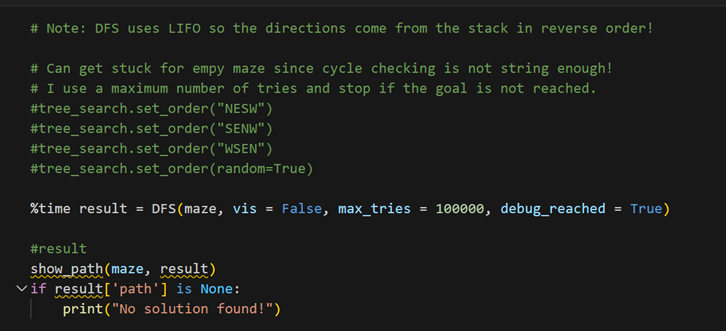 # Note: DFS uses LIFO so the directions come from the stack in reverse order!
# Can get stuck for empy maze since cycle checking is not string enough!
# I use a maximum number of tries and stop if the goal is not reached.
#tree_search.set_order("NESW")
#tree_search.set_order("SENW")
#tree_search.set_order("WSEN")
#tree_search.set_order(random=True)
%time result = DFS(maze, vis = False, max_tries = 100000, debug_reached = True)
#result
show_path(maze, result)
if result['path'] is None:
    print("No solution found!")